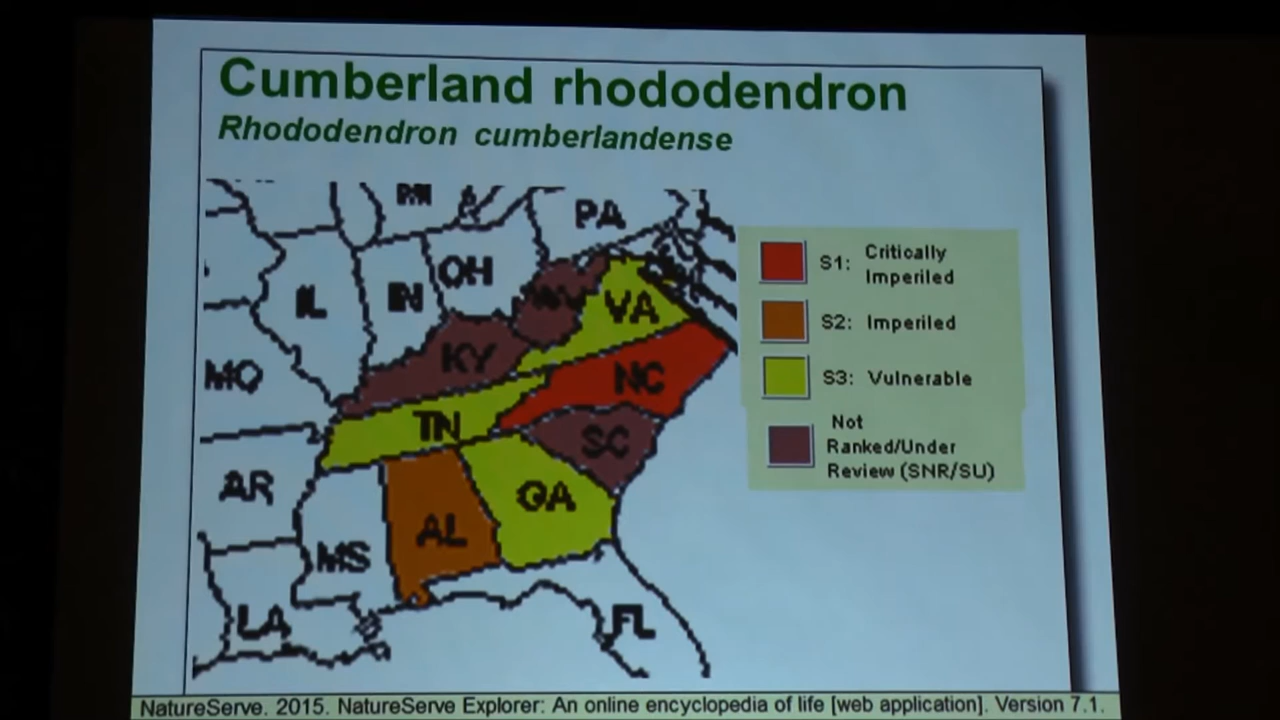 Cumberland rhododendron
Rhododendron cumberlandense
MI
PA
OH
IL
IN
WV
VA
KY
MO
NC
TN
SC
AR
GA
AL
MS
LA
FL
S1: Critically
Imperiled
S2: Imperiled
S3: Vulnerable
Not
Ranked/Under
Review (SNR/SU)
NatureServe. 2015. NatureServe Explorer: An online encyclopedia of life [web application]. Version 7.1.